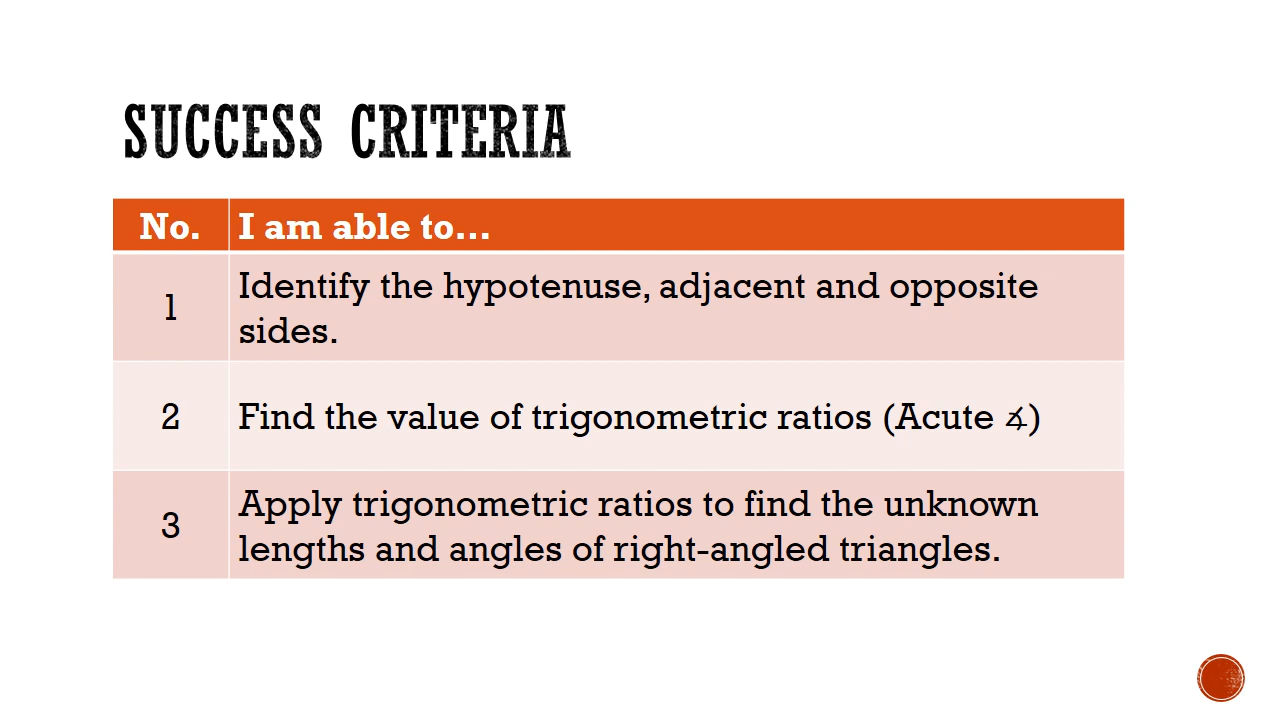 SUCCESS CRITERIA
No. I am able to...
1 Identify the hypotenuse, adjacent and opposite
sides.
2 Find the value of trigonometric ratios (Acute ∡)
3 Apply trigonometric ratios to find the unknown
lengths and angles of right-angled triangles.